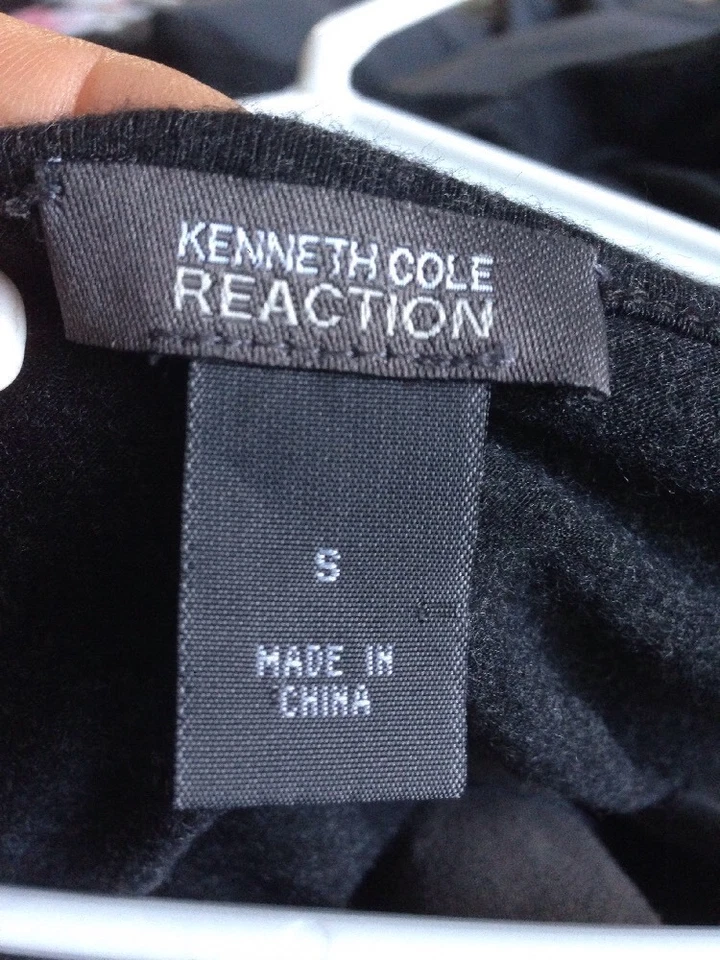 KENNETH COLE
REACTION
S
MADE IN
CHINA